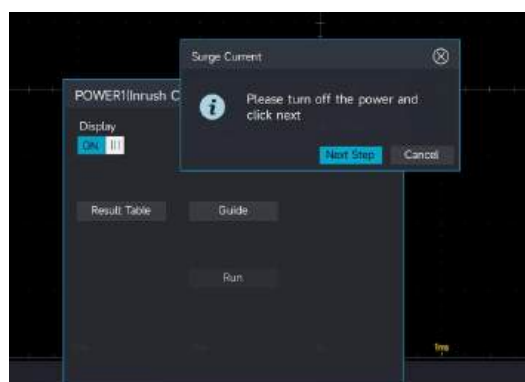 Surge Current
Please turn off the power and
click next
Next Step
Cancel
POWER1(Inrush C
Display
ON
Result Table
Guide
Run
1ms